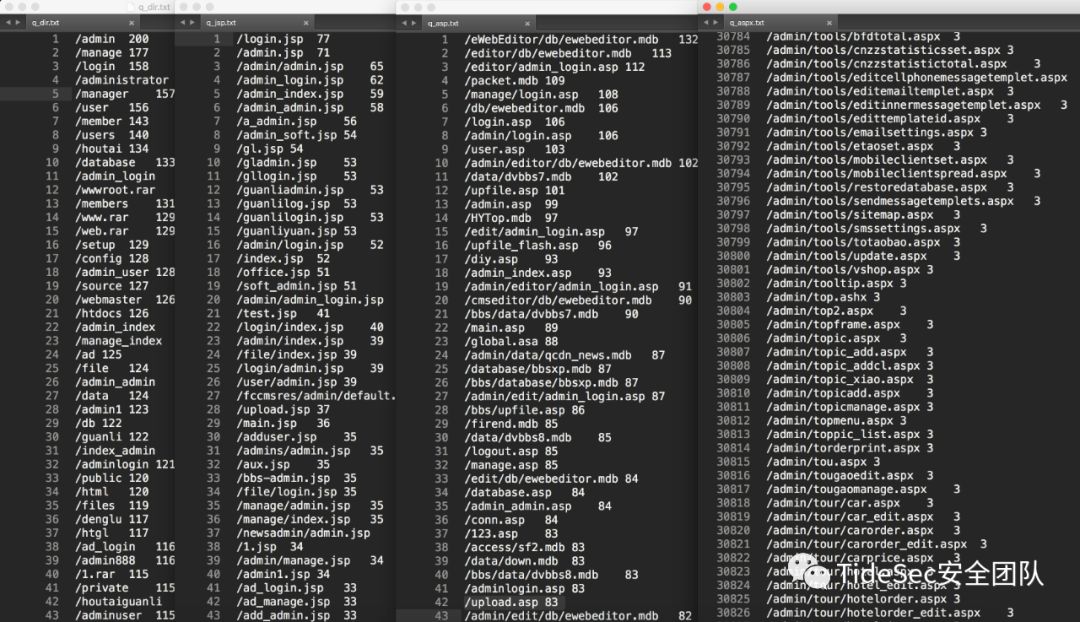 q_dir.txt
q_dir.txt
1 /admin 200
2 /manage 177
3 /login 158
4 /administrator
5 /manager 157
6 /user 156
7 /member 143
8 /users 140
9 /houtai 134
10 /database 133
11 /admin_login
12 /wwwroot.rar
13 /members 131
14 /www.rar 129
15 /web.rar 129
16 /setup 129
17 /config 128
18 /admin_user 128
19 /source 127
20 /webmaster 126
21 /htdocs 126
22 /admin_index
23 /manage_index
24 /ad 125
25 /file 124
26 /admin_admin
27 /data 124
28 /admin1 123
29 /db 122
30 /guanli 122
31 /index_admin
32 /adminlogin 121
33 /public 120
34 /html 120
35 /files 119
36 /denglu 117
37 /htgl 117
38 /ad_login 116
39 /admin888 116
40 /1.rar 115
41 /private 115
42 /houtaiguanli
43 /adminuser 115
q_jsp.txt
1 /login.jsp 77
2 /admin.jsp 71
3 /admin/admin.jsp 65
4 /admin_login.jsp 62
5 /admin_index.jsp 59
6 /admin_admin.jsp 58
7 /a_admin.jsp 56
8 /admin_soft.jsp 54
9 /gl.jsp 54
10 /gladmin.jsp 53
11 /gllogin.jsp 53
12 /guanliadmin.jsp 53
13 /guanlilog.jsp 53
14 /guanlilogin.jsp 53
15 /guanliyuan.jsp 53
16 /admin/login.jsp 52
17 /index.jsp 52
18 /office.jsp 51
19 /soft_admin.jsp 51
20 /admin/admin_login.jsp
21 /test.jsp 41
22 /login/index.jsp 40
23 /admin/index.jsp 39
24 /file/index.jsp 39
25 /login/admin.jsp 39
26 /user/admin.jsp 39
27 /fccmsres/admin/default.
28 /upload.jsp 37
29 /main.jsp 36
30 /adduser.jsp 35
31 /admins/admin.jsp 35
32 /aux.jsp 35
33 /bbs-admin.jsp 35
34 /file/login.jsp 35
35 /manage/admin.jsp 35
36 /manage/index.jsp 35
37 /newsadmin/admin.jsp
38 /1.jsp 34
39 /admin/manage.jsp 34
40 /admin1.jsp 34
41 /ad_login.jsp 33
42 /ad_manage.jsp 33
43 /add_admin.jsp 33
q_asp.txt
1 /eWebEditor/db/ewebeditor.mdb 132
2 /editor/db/ewebeditor.mdb 113
3 /editor/admin_login.asp 112
4 /packet.mdb 109
5 /manage/login.asp 108
6 /db/ewebeditor.mdb 106
7 /login.asp 106
8 /admin/login.asp 106
9 /user.asp 103
10 /admin/editor/db/ewebeditor.mdb 102
11 /data/dvbbs7.mdb 102
12 /upfile.asp 101
13 /admin.asp 99
14 /HYTop.mdb 97
15 /edit/admin_login.asp 97
16 /upfile_flash.asp 96
17 /diy.asp 93
18 /admin_index.asp 93
19 /admin/editor/admin_login.asp 91
20 /cmseditor/db/ewebeditor.mdb 90
21 /bbs/data/dvbbs7.mdb 90
22 /main.asp 89
23 /global.asa 88
24 /admin/data/qcdn_news.mdb 87
25 /database/bbsxp.mdb 87
26 /bbs/database/bbsxp.mdb 87
27 /admin/edit/admin_login.asp 87
28 /bbs/upfile.asp 86
29 /firend.mdb 85
30 /data/dvbbs8.mdb 85
31 /logout.asp 85
32 /manage.asp 85
33 /edit/db/ewebeditor.mdb 84
34 /database.asp 84
35 /admin_admin.asp 84
36 /conn.asp 84
37 /123.asp 83
38 /access/sf2.mdb 83
39 /data/down.mdb 83
40 /bbs/data/dvbbs8.mdb 83
41 /adminlogin.asp 83
42 /upload.asp 83
43 /admin/edit/db/ewebeditor.mdb 82
q_aspx.txt
30784 /admin/tools/bfdtotal.aspx 3
30785 /admin/tools/cnzzstatisticsset.aspx 3
30786 /admin/tools/cnzzstatistictotal.aspx 3
30787 /admin/tools/editcellphonemessagetemplet.aspx
30788 /admin/tools/editemailtemplet.aspx 3
30789 /admin/tools/editinnermessagetemplet.aspx 3
30790 /admin/tools/edittemplateid.aspx 3
30791 /admin/tools/emailsettings.aspx 3
30792 /admin/tools/etaoset.aspx 3
30793 /admin/tools/mobileclientset.aspx 3
30794 /admin/tools/mobileclientspread.aspx 3
30795 /admin/tools/restoredatabase.aspx 3
30796 /admin/tools/sendmessagetemplets.aspx 3
30797 /admin/tools/sitemap.aspx 3
30798 /admin/tools/smssettings.aspx 3
30799 /admin/tools/totaobao.aspx 3
30800 /admin/tools/update.aspx 3
30801 /admin/tools/vshop.aspx 3
30802 /admin/tooltip.aspx 3
30803 /admin/top.ashx 3
30804 /admin/top2.aspx 3
30805 /admin/topframe.aspx 3
30806 /admin/topic.aspx 3
30807 /admin/topic_add.aspx 3
30808 /admin/topic_addcl.aspx 3
30809 /admin/topic_xiao.aspx 3
30810 /admin/topicadd.aspx 3
30811 /admin/topicmanage.aspx 3
30812 /admin/topmenu.aspx 3
30813 /admin/toppic_list.aspx 3
30814 /admin/torderprint.aspx 3
30815 /admin/tou.aspx 3
30816 /admin/tougaoedit.aspx 3
30817 /admin/tougaomanage.aspx 3
30818 /admin/tour/car.aspx 3
30819 /admin/tour/car_edit.aspx 3
30820 /admin/tour/carorder.aspx 3
30821 /admin/tour/carorder_edit.aspx 3
30822 /admin/tour/carprice.aspx 3
30823
30824 /admin/tour/hotel_edit.aspx
30825 /admin/tour/hotelorder.aspx 3
30826 /admin/tour/hotelorder_edit.aspx 3
TideSec安全团队